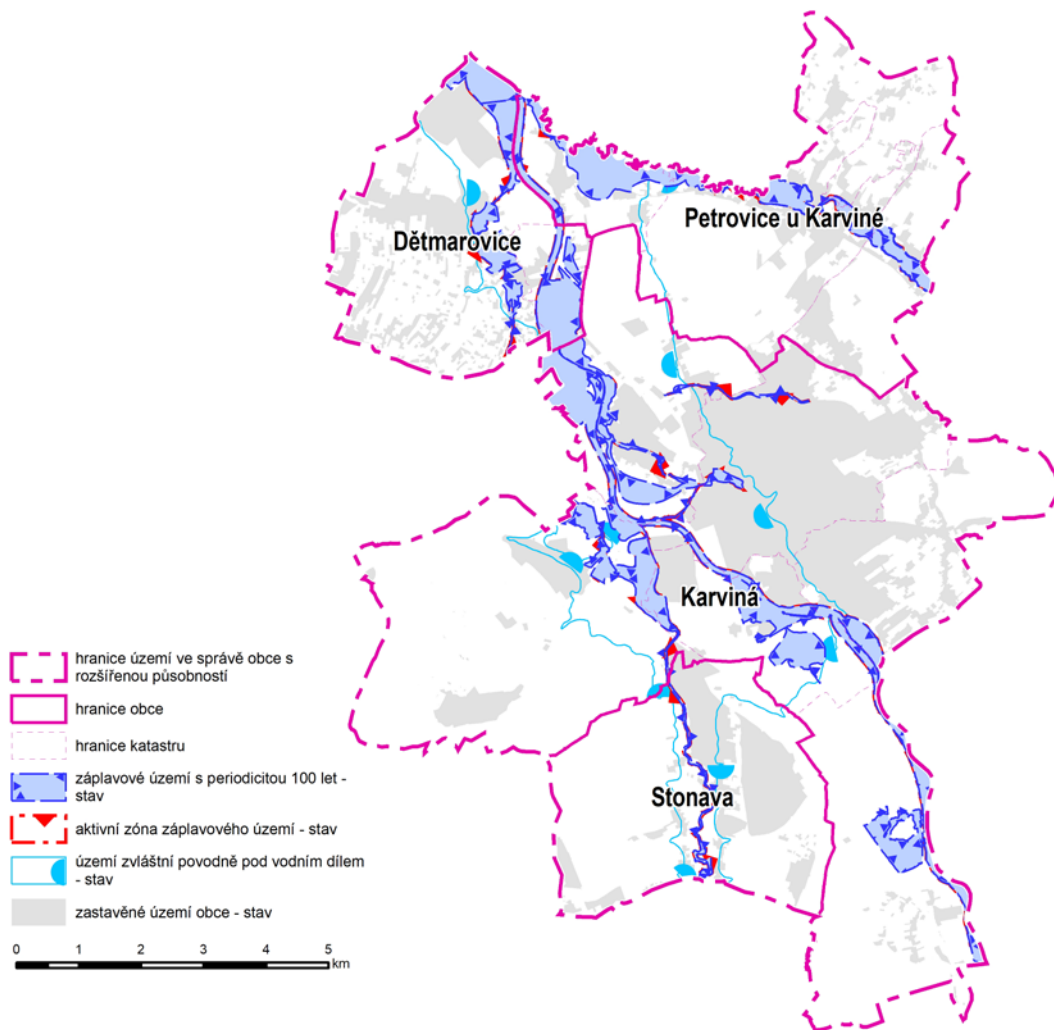 Petrovice u Karviné
Dětmarovice
Karviná
Stonava
hranice území ve správě obce s
rozšířenou působností
hranice obce
hranice katastru
záplavové území s periodicitou 100 let -
stav
aktivní zóna záplavového území - stav
území zvláštní povodně pod vodním dílem
- stav
zastavěné území obce - stav
0 1 2 3 4 5
km